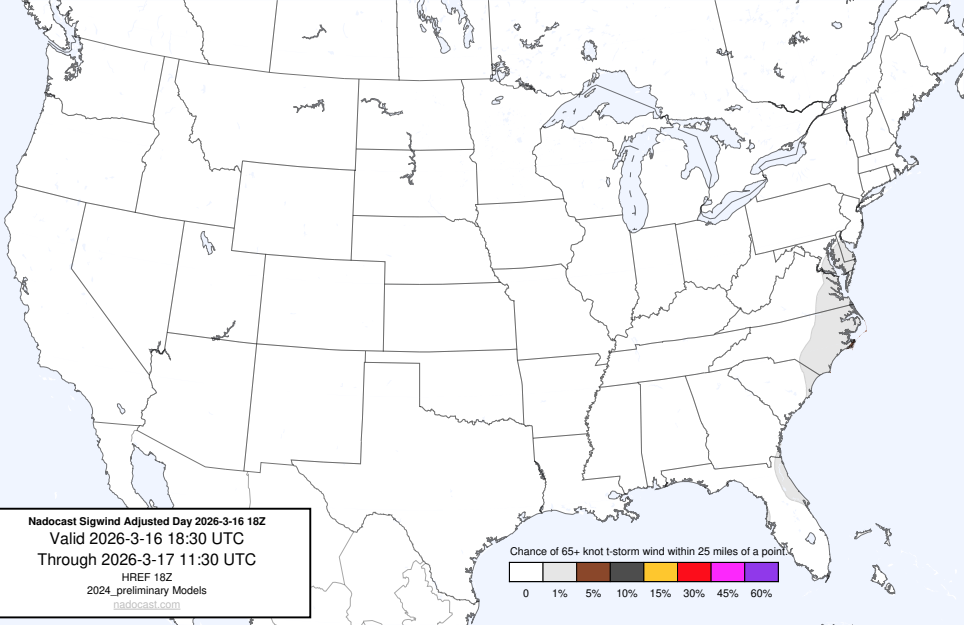 Nadocast Sigwind Adjusted Day 2026-3-16 18Z
Valid 2026-3-16 18:30 UTC
Through 2026-3-17 11:30 UTC
HREF 18Z
2024_preliminary Models
nadocast.com
Chance of 65+ knot t-storm wind within 25 miles of a point.
0 1% 5% 10% 15% 30% 45% 60%